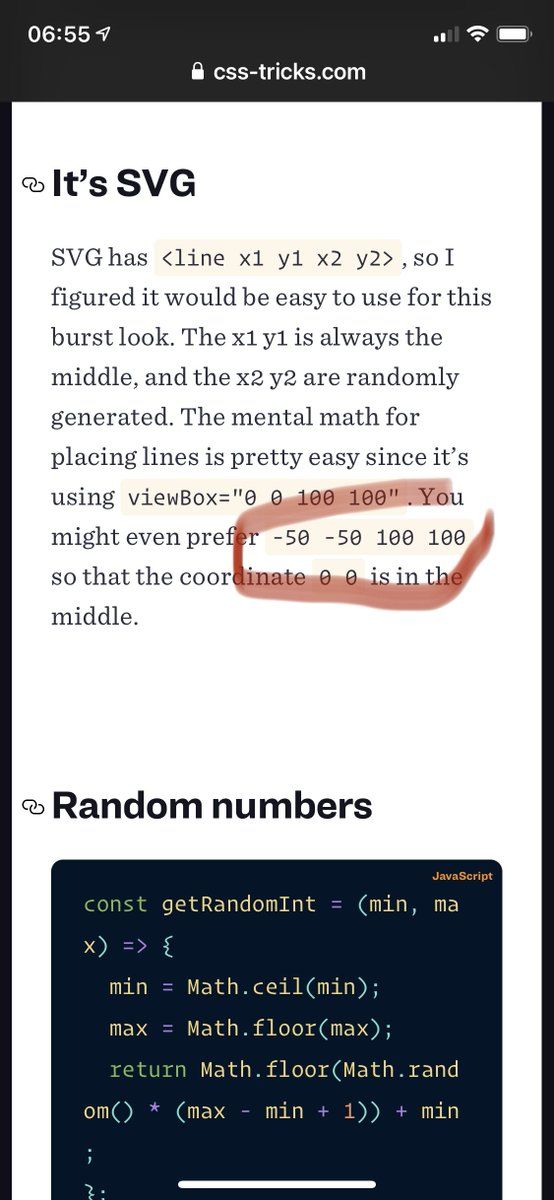 06:55
css-tricks.com
It’s SVG
SVG has <line x1 y1 x2 y2>, so I
figured it would be easy to use for this
burst look. The x1 y1 is always the
middle, and the x2 y2 are randomly
generated. The mental math for
placing lines is pretty easy since it’s
using viewBox="0 0 100 100". You
might even prefer -50 -50 100 100
so that the coordinate 0 0 is in the
middle.
Random numbers
JavaScript
const getRandomInt = (min, ma
x) => {
  min = Math.ceil(min);
  max = Math.floor(max);
  return Math.floor(Math.rand
om() * (max - min + 1)) + min
;
};